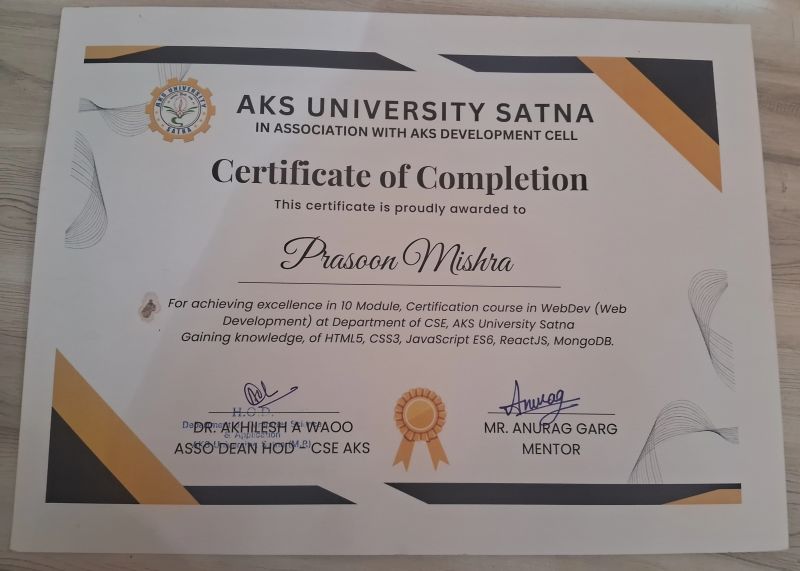 AKS UNIVERSITY
SATNA
AKS UNIVERSITY SATNA
IN ASSOCIATION WITH AKS DEVELOPMENT CELL
Certificate of Completion
This certificate is proudly awarded to
Prasoon Mishra
For achieving excellence in 10 Module, Certification course in WebDev (Web
Development) at Department of CSE, AKS University Satna
Gaining knowledge, of HTML5, CSS3, JavaScript ES6, ReactJS, MongoDB.
H.O.D.
& Application
DR. AKHILESH A WAOO
ASSO DEAN HOD - CSE AKS
Anurag
MR. ANURAG GARG
MENTOR